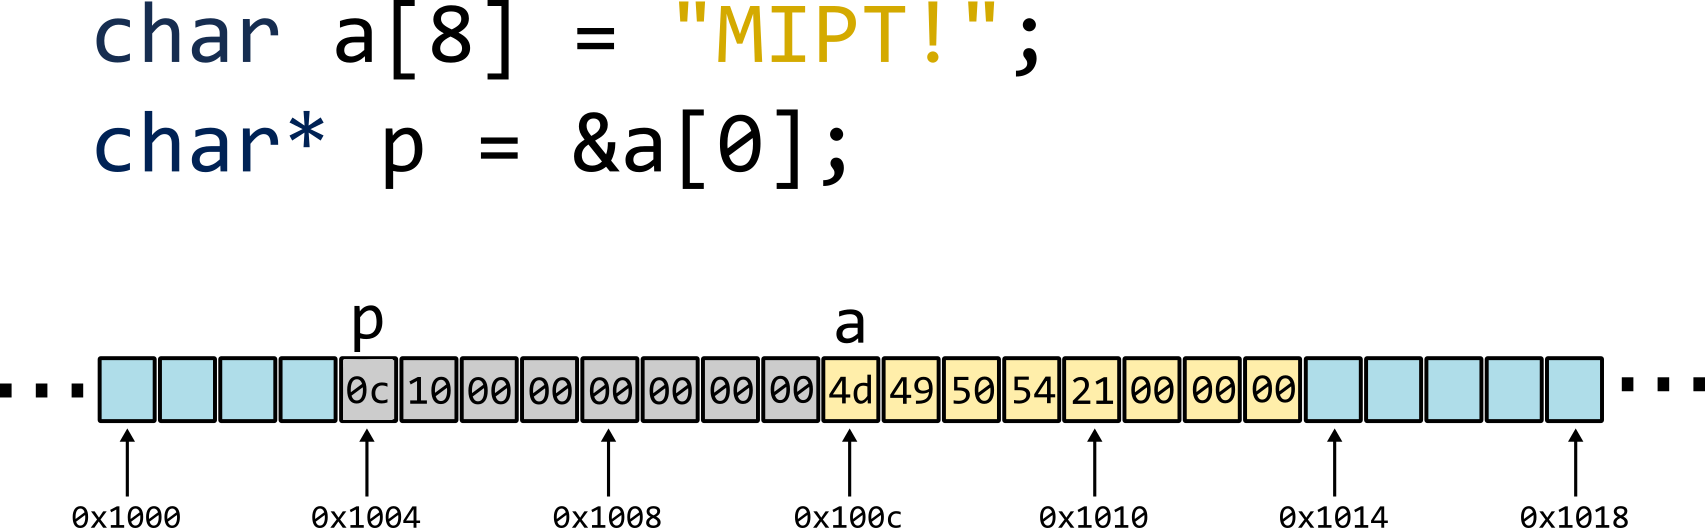 char a[8] = "MIPT!";
char* p = &a[0];
p a
0c 10 00 00 00 00 00 00 4d 49 50 54 21 00 00 00
0x1000 0x1004 0x1008 0x100c 0x1010 0x1014 0x1018